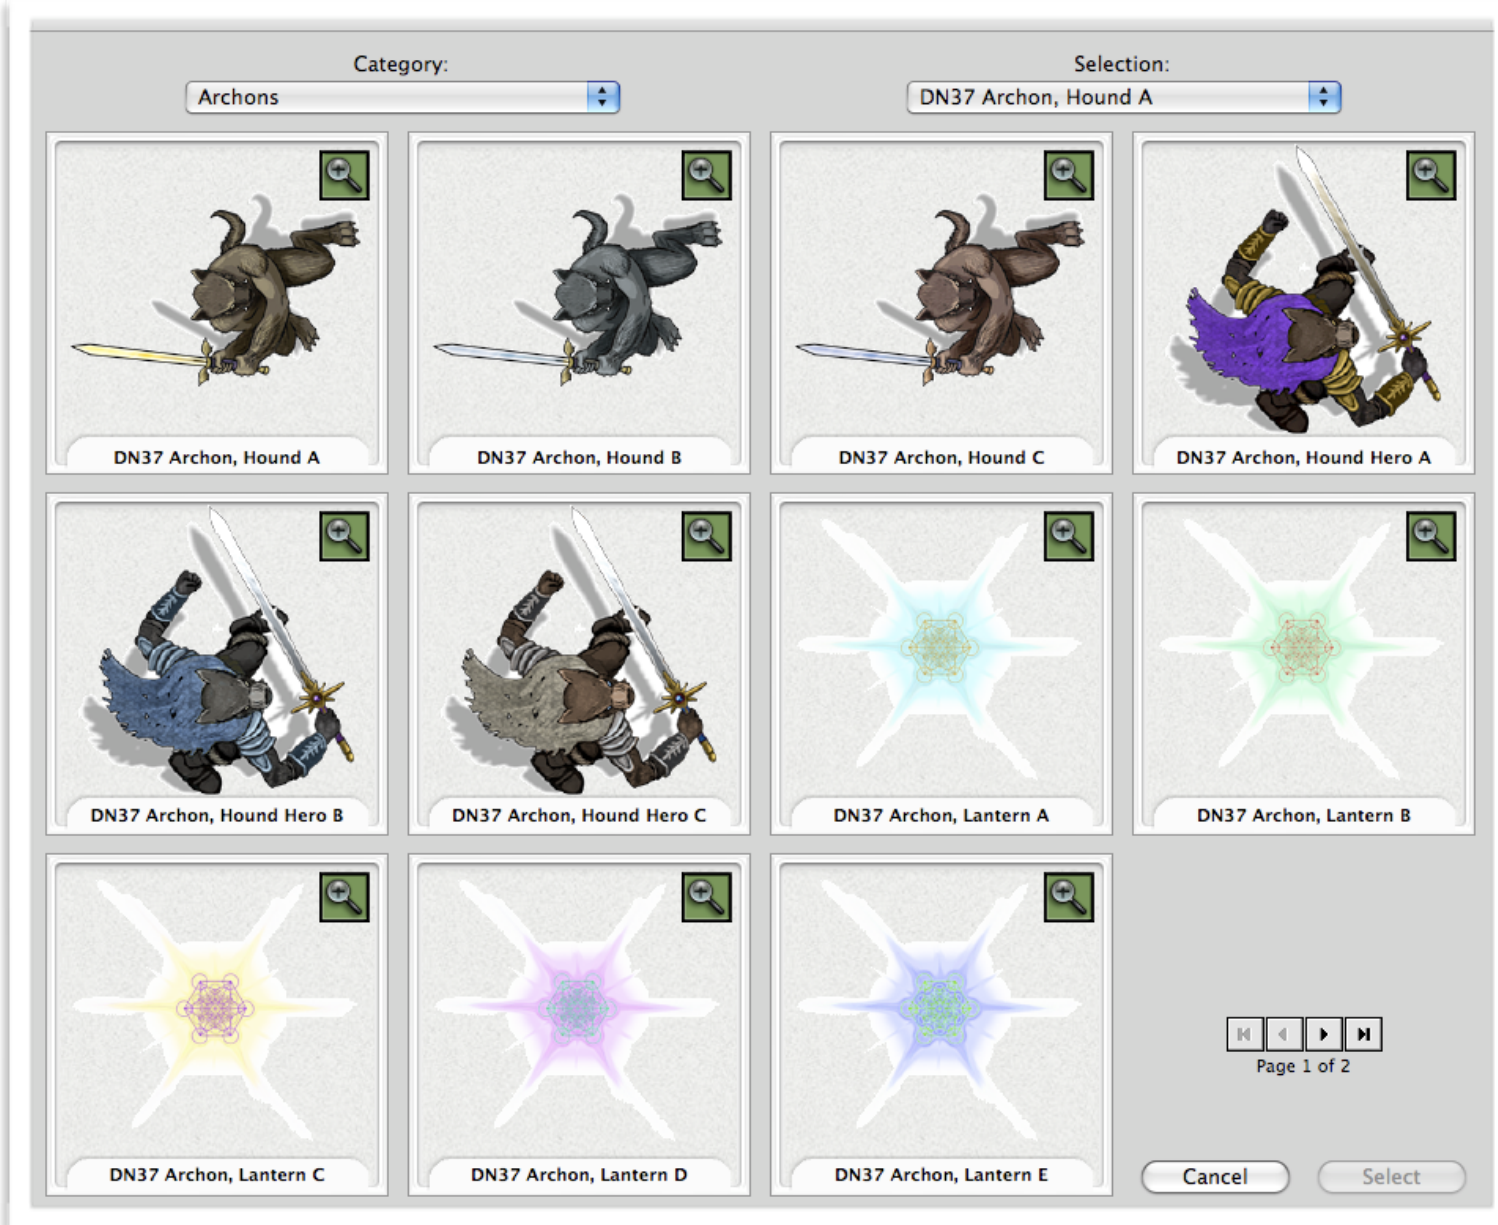 Category:
Selection:
Archons
DN37 Archon, Hound A
DN37 Archon, Hound A
DN37 Archon, Hound B
DN37 Archon, Hound C
DN37 Archon, Hound Hero A
DN37 Archon, Hound Hero B
DN37 Archon, Hound Hero C
DN37 Archon, Lantern A
DN37 Archon, Lantern B
DN37 Archon, Lantern C
DN37 Archon, Lantern D
DN37 Archon, Lantern E
Page 1 of 2
Cancel
Select